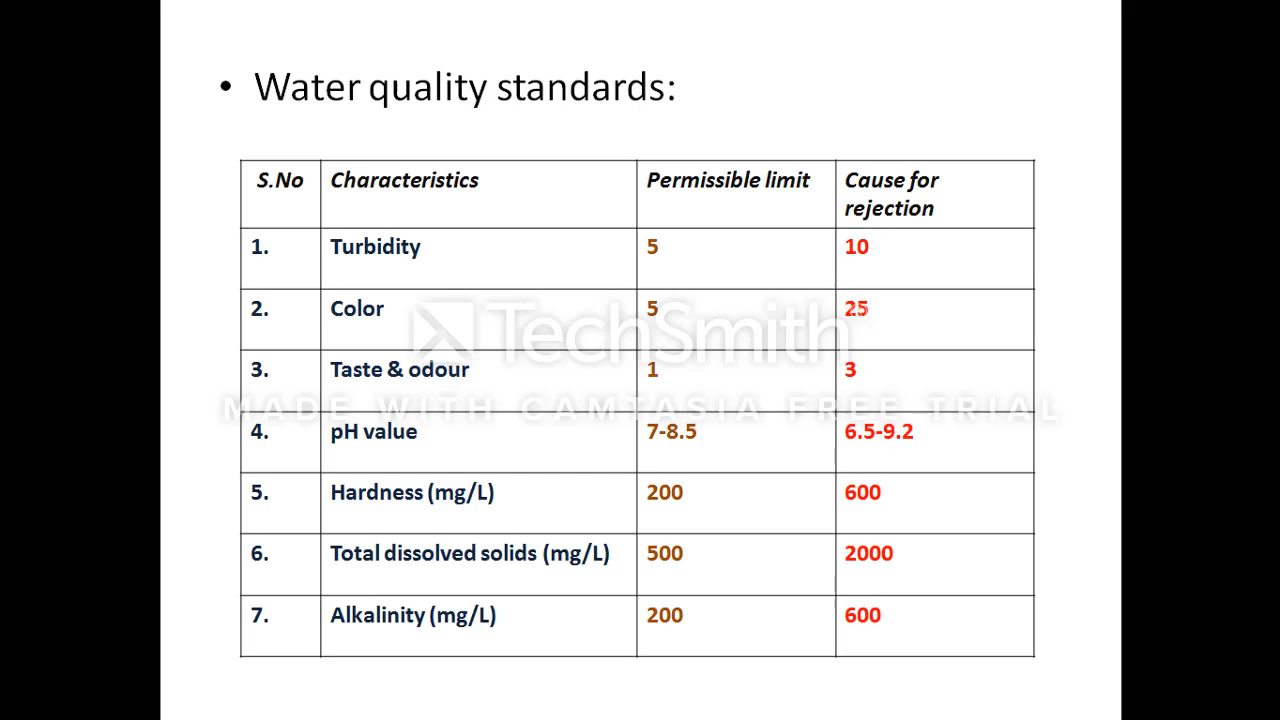 • Water quality standards:
S.No Characteristics Permissible limit Cause for
rejection
1. Turbidity 5 10
2. Color 5 25
TechSmith
3. Taste & odour 1 3
MADE WITH CAMTASIA FREE TRIAL
4. pH value 7-8.5 6.5-9.2
5. Hardness (mg/L) 200 600
6. Total dissolved solids (mg/L) 500 2000
7. Alkalinity (mg/L) 200 600